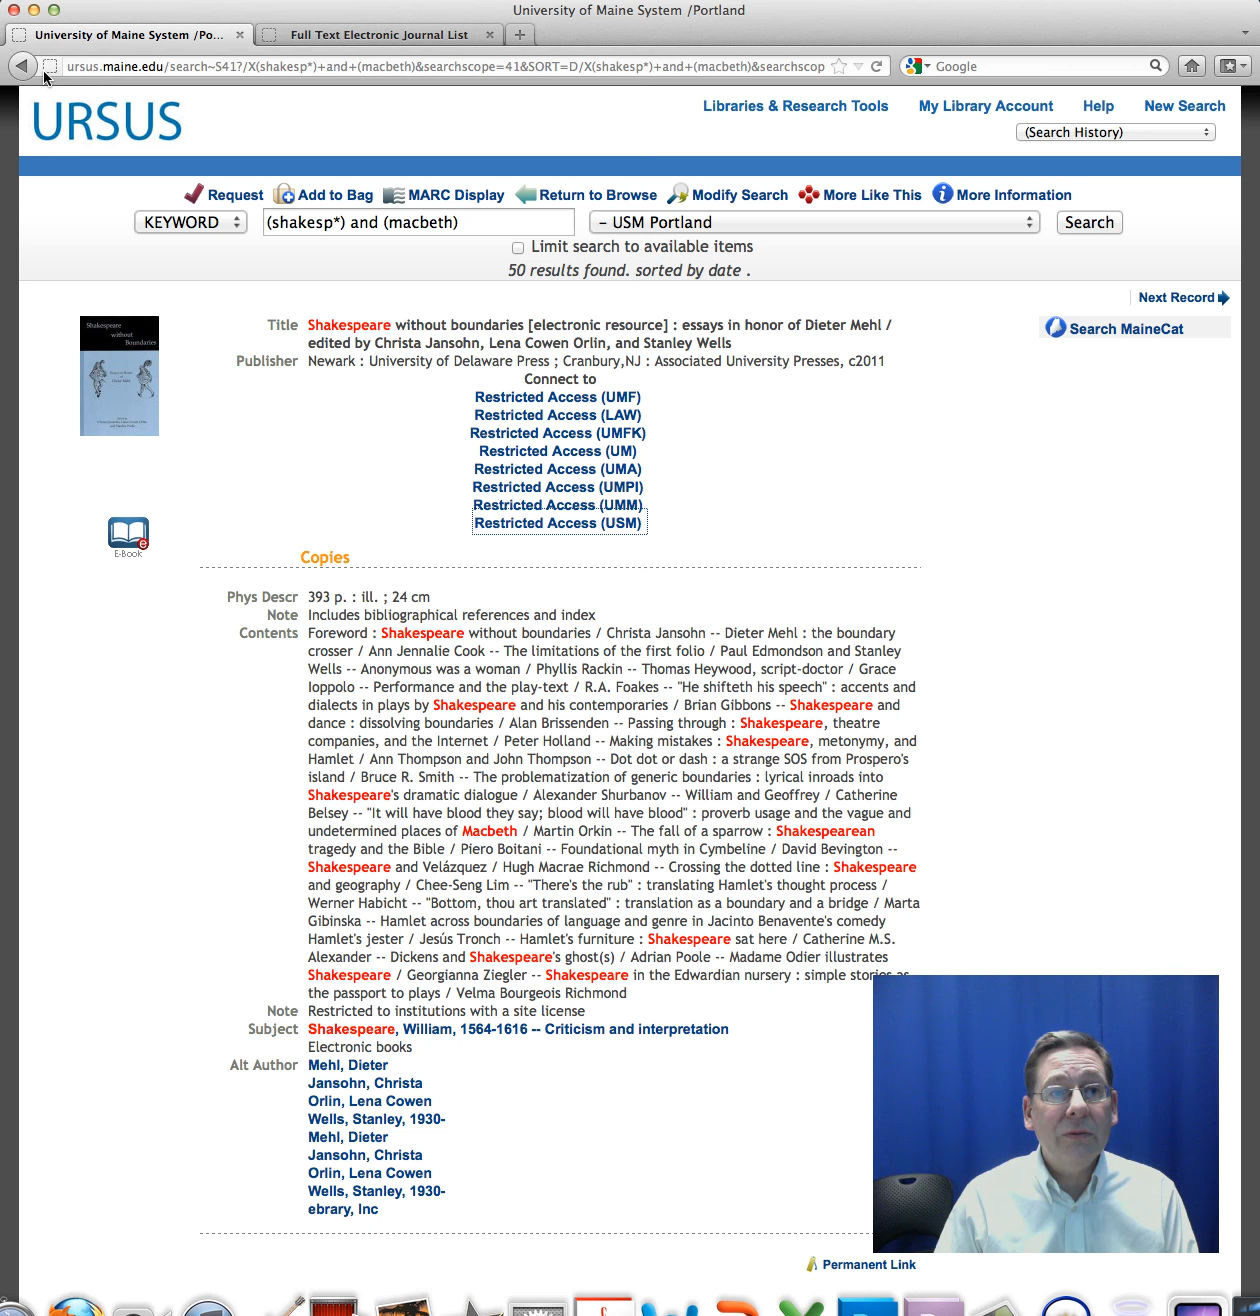 University of Maine System /Portland
University of Maine System /Po...
Full Text Electronic Journal List
ursus.maine.edu/search~S41?/X(shakesp*)+and+(macbeth)&searchscope=41&SORT=D/X(shakesp*)+and+(macbeth)&searchscop
Google
URSUS
Libraries & Research Tools My Library Account Help New Search
(Search History)
Request Add to Bag MARC Display Return to Browse Modify Search More Like This More Information
KEYWORD (shakesp*) and (macbeth) – USM Portland Search
Limit search to available items
50 results found. sorted by date .
Next Record
Search MaineCat
Shakespeare
without
Boundaries
Title Shakespeare without boundaries [electronic resource] : essays in honor of Dieter Mehl /
edited by Christa Jansohn, Lena Cowen Orlin, and Stanley Wells
Publisher Newark : University of Delaware Press ; Cranbury,NJ : Associated University Presses, c2011
Connect to
Restricted Access (UMF)
Restricted Access (LAW)
Restricted Access (UMFK)
Restricted Access (UM)
Restricted Access (UMA)
Restricted Access (UMPI)
Restricted Access (UMM)
Restricted Access (USM)
E-Book
Copies
Phys Descr 393 p. : ill. ; 24 cm
Note Includes bibliographical references and index
Contents Foreword : Shakespeare without boundaries / Christa Jansohn -- Dieter Mehl : the boundary
crosser / Ann Jennalie Cook -- The limitations of the first folio / Paul Edmondson and Stanley
Wells -- Anonymous was a woman / Phyllis Rackin -- Thomas Heywood, script-doctor / Grace
Ioppolo -- Performance and the play-text / R.A. Foakes -- "He shifteth his speech" : accents and
dialects in plays by Shakespeare and his contemporaries / Brian Gibbons -- Shakespeare and
dance : dissolving boundaries / Alan Brissenden -- Passing through : Shakespeare, theatre
companies, and the Internet / Peter Holland -- Making mistakes : Shakespeare, metonymy, and
Hamlet / Ann Thompson and John Thompson -- Dot dot or dash : a strange SOS from Prospero's
island / Bruce R. Smith -- The problematization of generic boundaries : lyrical inroads into
Shakespeare's dramatic dialogue / Alexander Shurbanov -- William and Geoffrey / Catherine
Belsey -- "It will have blood they say; blood will have blood" : proverb usage and the vague and
undetermined places of Macbeth / Martin Orkin -- The fall of a sparrow : Shakespearean
tragedy and the Bible / Piero Boitani -- Foundational myth in Cymbeline / David Bevington --
Shakespeare and Velázquez / Hugh Macrae Richmond -- Crossing the dotted line : Shakespeare
and geography / Chee-Seng Lim -- "There's the rub" : translating Hamlet's thought process /
Werner Habicht -- "Bottom, thou art translated" : translation as a boundary and a bridge / Marta
Gibinska -- Hamlet across boundaries of language and genre in Jacinto Benavente's comedy
Hamlet's jester / Jesús Tronch -- Hamlet's furniture : Shakespeare sat here / Catherine M.S.
Alexander -- Dickens and Shakespeare's ghost(s) / Adrian Poole -- Madame Odier illustrates
Shakespeare / Georgianna Ziegler -- Shakespeare in the Edwardian nursery : simple stories as
the passport to plays / Velma Bourgeois Richmond
Note Restricted to institutions with a site license
Subject Shakespeare, William, 1564-1616 -- Criticism and interpretation
Electronic books
Alt Author Mehl, Dieter
Jansohn, Christa
Orlin, Lena Cowen
Wells, Stanley, 1930-
Mehl, Dieter
Jansohn, Christa
Orlin, Lena Cowen
Wells, Stanley, 1930-
ebrary, Inc
Permanent Link